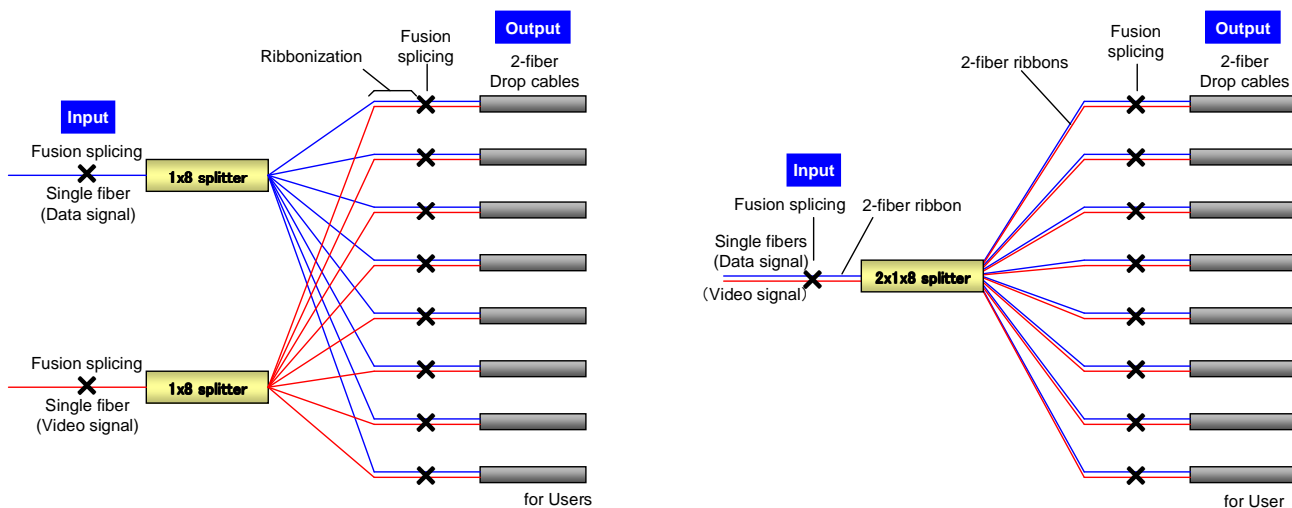 Output
Fusion
splicing
2-fiber
Drop cables
Ribbonization
Input
Fusion splicing
1x8 splitter
Single fiber
(Data signal)
Fusion splicing
1x8 splitter
Single fiber
(Video signal)
for Users
Output
Fusion
splicing
2-fiber
Drop cables
2-fiber ribbons
Input
Fusion splicing
2-fiber ribbon
Single fibers
(Data signal)
2x1x8 splitter
(Video signal)
for User